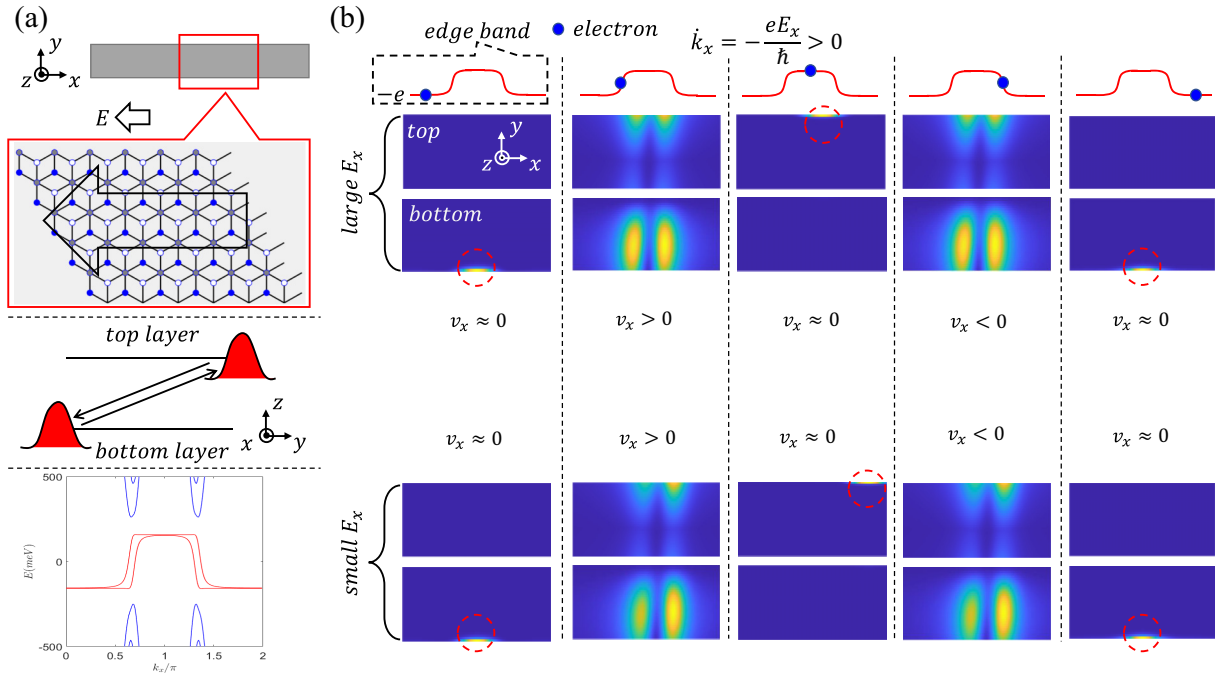 (a)
y
z
x
E
top layer
z
x
y
bottom layer
500
E(meV)
0
-500
0
0.5
1
1.5
2
k_x/π
(b)
edge band
electron
k̇_x = −eE_x/ħ > 0
−e
large E_x
top
y
z
x
bottom
v_x ≈ 0
v_x > 0
v_x ≈ 0
v_x < 0
v_x ≈ 0
v_x ≈ 0
v_x > 0
v_x ≈ 0
v_x < 0
v_x ≈ 0
small E_x